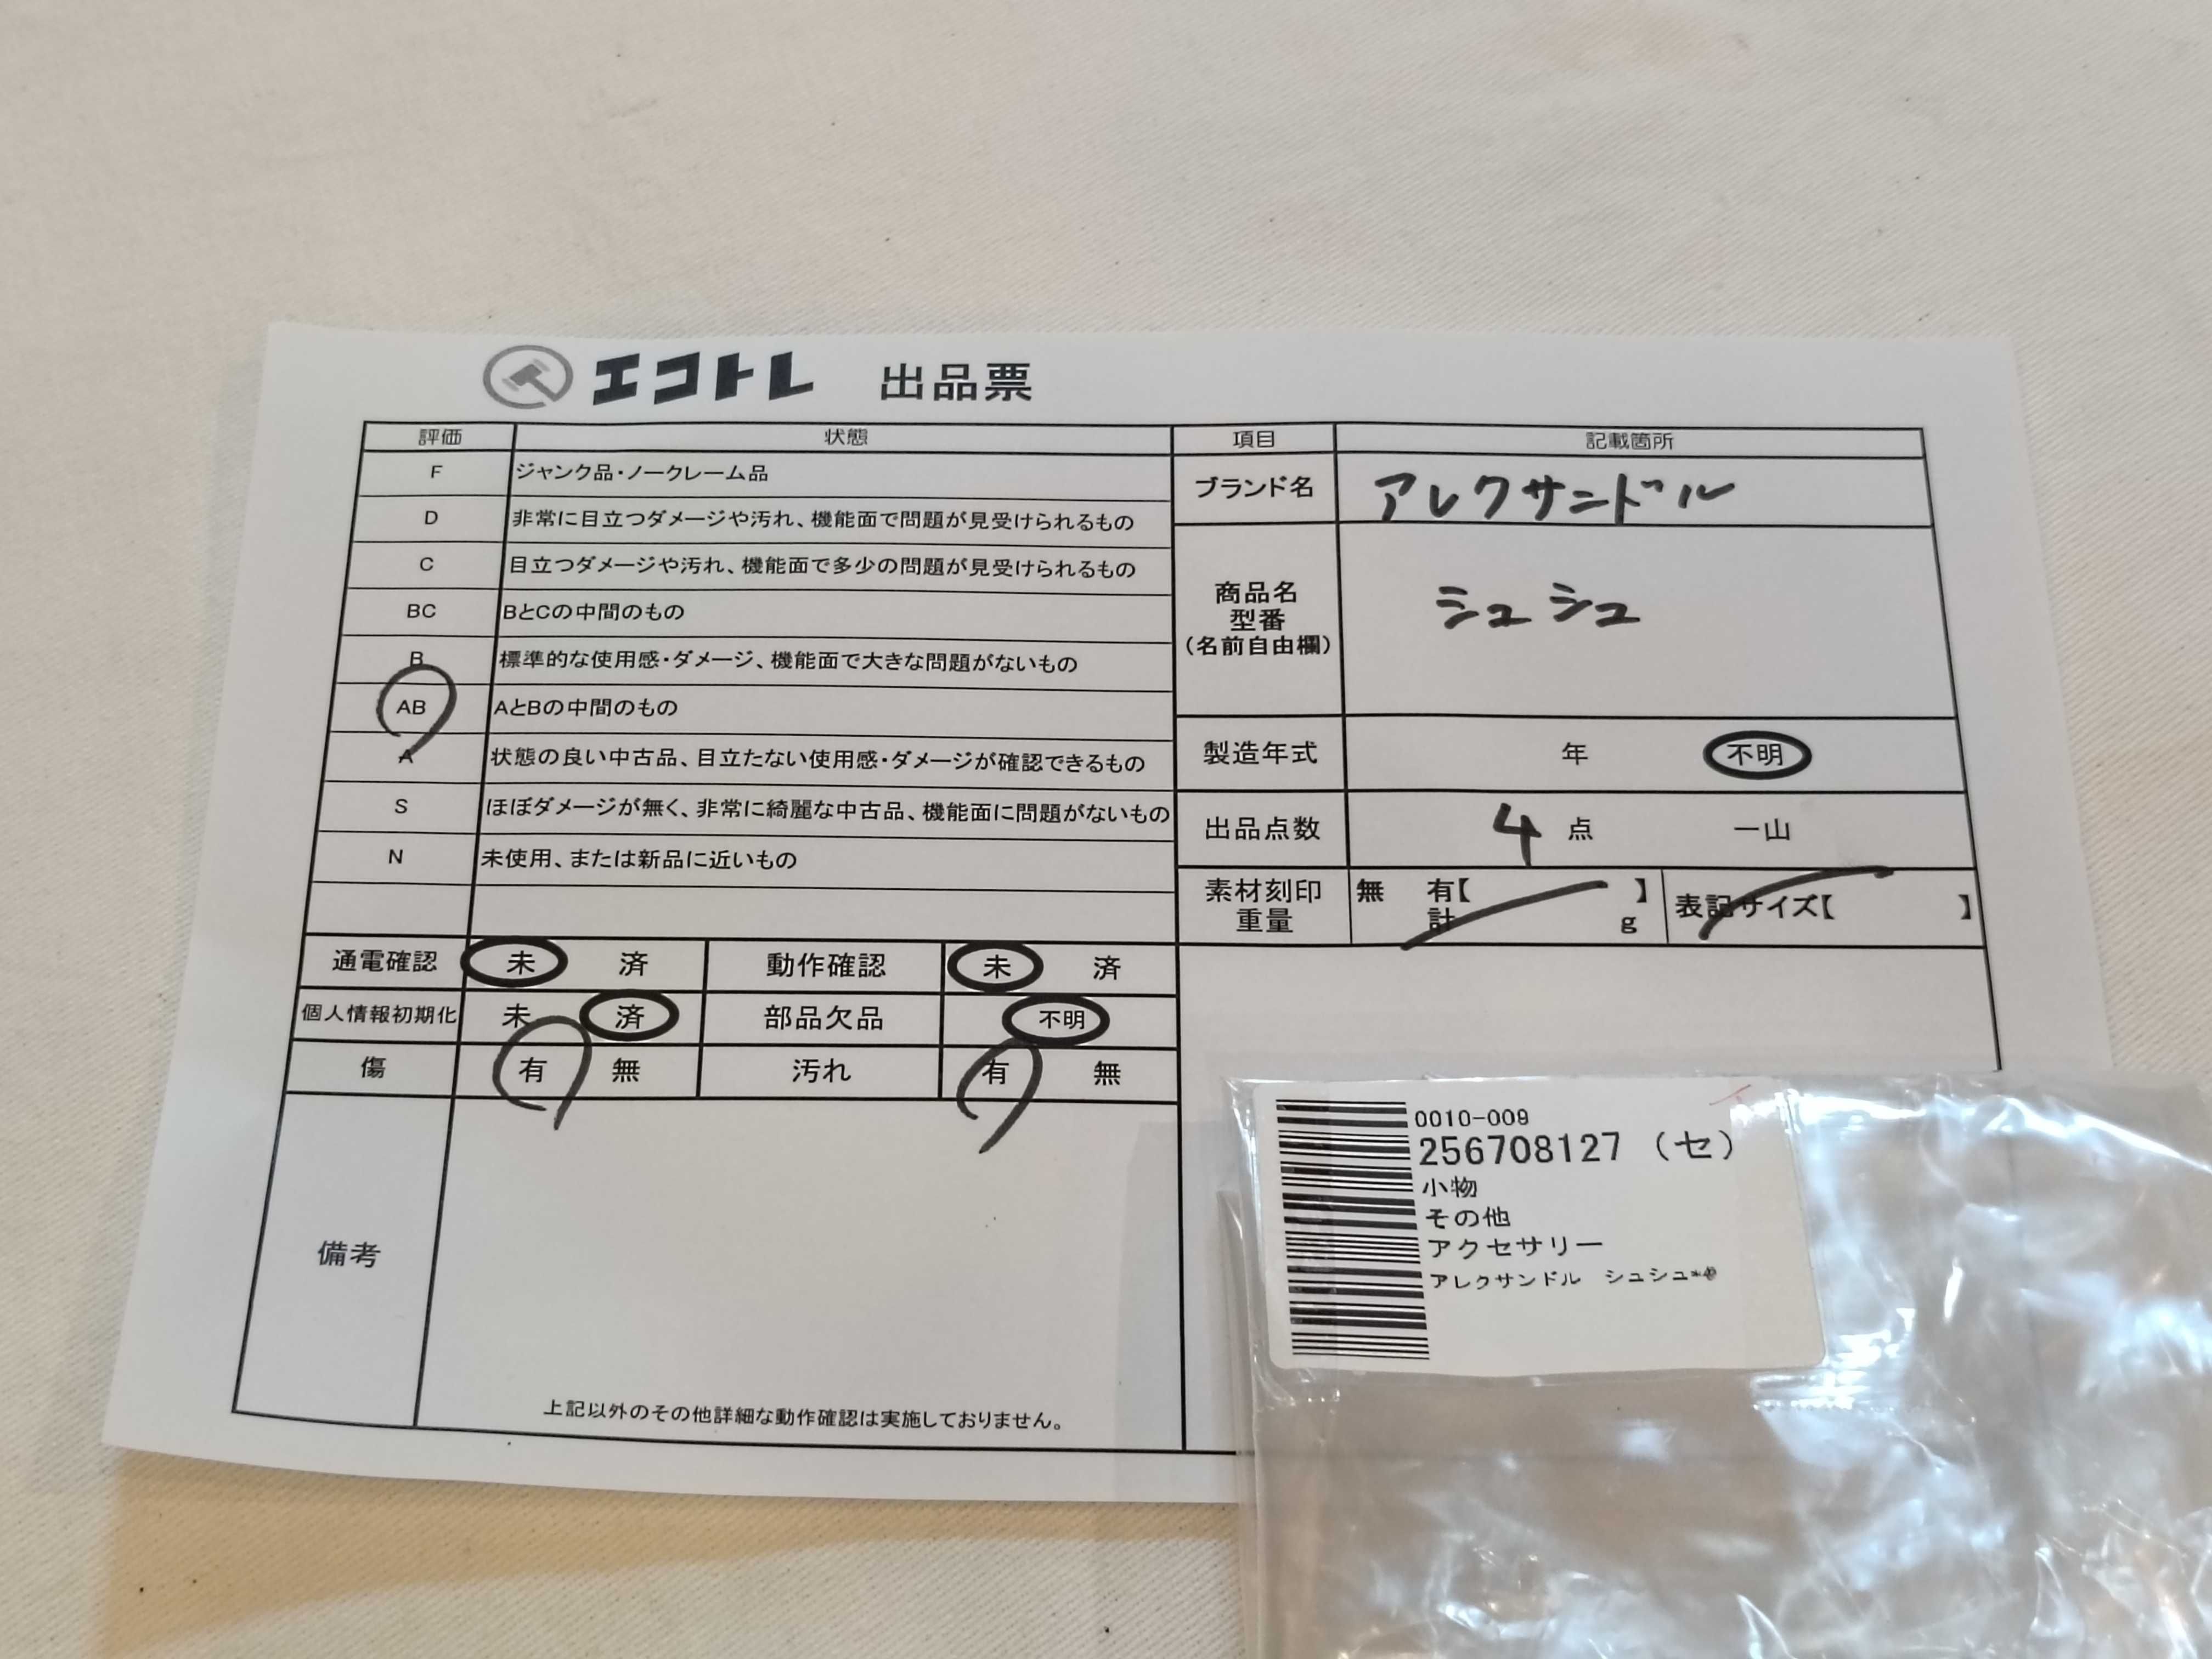 エコトレ 出品票
評価 状態 項目 記載箇所
F ジャンク品・ノークレーム品
D 非常に目立つダメージや汚れ、機能面で問題が見受けられるもの
C 目立つダメージや汚れ、機能面で多少の問題が見受けられるもの
BC BとCの中間のもの
B 標準的な使用感・ダメージ、機能面で大きな問題がないもの
AB AとBの中間のもの
A 状態の良い中古品、目立たない使用感・ダメージが確認できるもの
S ほぼダメージが無く、非常に綺麗な中古品、機能面に問題がないもの
N 未使用、または新品に近いもの
ブランド名 アレクサンドル
商品名
型番
(名前自由欄)
シュシュ
製造年式 年 不明
出品点数 4 点 一山
素材刻印 無 有【 】
重量 計 g
表記サイズ【 】
通電確認 未 済 動作確認 未 済
個人情報初期化 未 済 部品欠品 不明
傷 有 無 汚れ 有 無
備考
上記以外のその他詳細な動作確認は実施しておりません。
0010-009
256708127 (セ)
小物
その他
アクセサリー
アレクサンドル シュシュ*